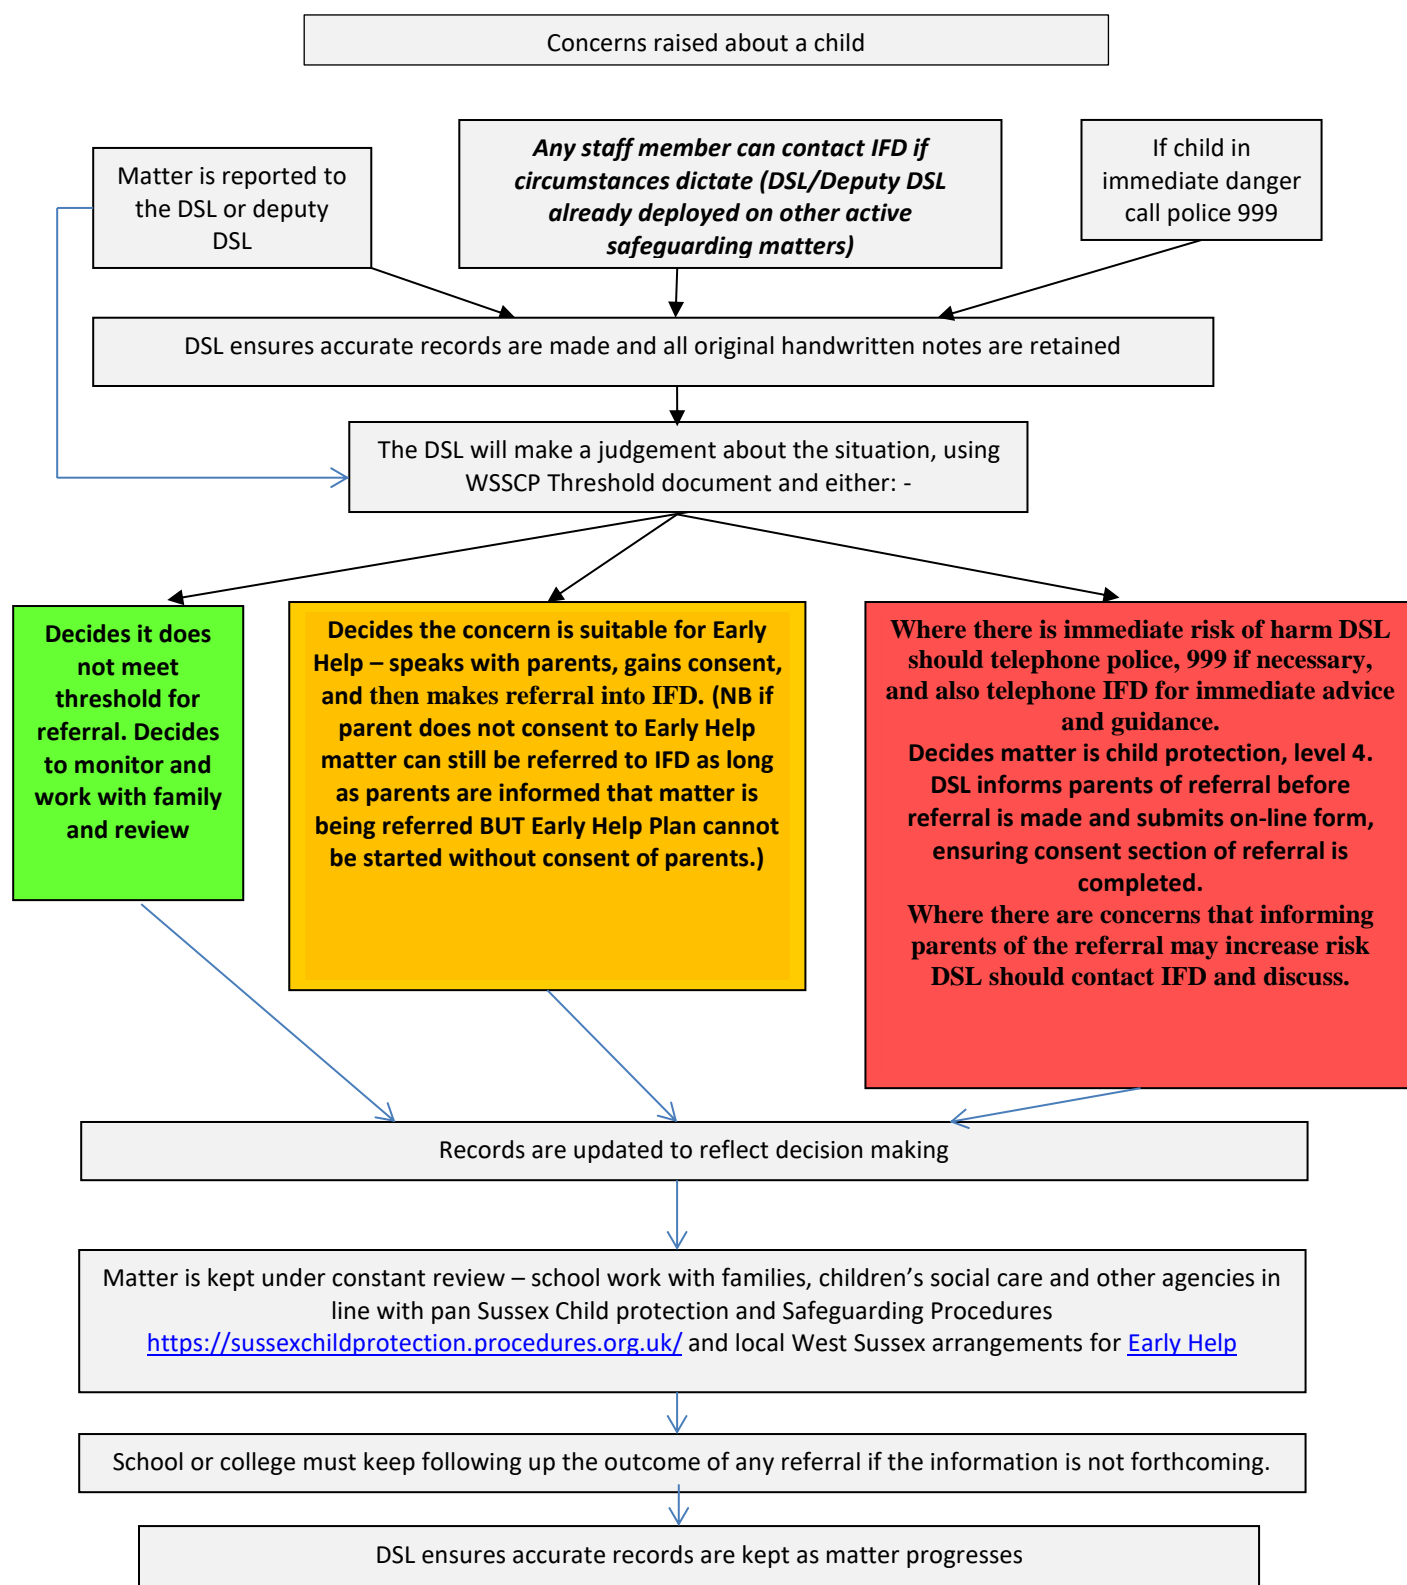 Concerns raised about a child
Matter is reported to
the DSL or deputy
DSL
Any staff member can contact IFD if
circumstances dictate (DSL/Deputy DSL
already deployed on other active
safeguarding matters)
If child in
immediate danger
call police 999
DSL ensures accurate records are made and all original handwritten notes are retained
The DSL will make a judgement about the situation, using
WSSCP Threshold document and either: -
Decides it does
not meet
threshold for
referral. Decides
to monitor and
work with family
and review
Decides the concern is suitable for Early
Help – speaks with parents, gains consent,
and then makes referral into IFD. (NB if
parent does not consent to Early Help
matter can still be referred to IFD as long
as parents are informed that matter is
being referred BUT Early Help Plan cannot
be started without consent of parents.)
Where there is immediate risk of harm DSL
should telephone police, 999 if necessary,
and also telephone IFD for immediate advice
and guidance.
Decides matter is child protection, level 4.
DSL informs parents of referral before
referral is made and submits on-line form,
ensuring consent section of referral is
completed.
Where there are concerns that informing
parents of the referral may increase risk
DSL should contact IFD and discuss.
Records are updated to reflect decision making
Matter is kept under constant review – school work with families, children’s social care and other agencies in
line with pan Sussex Child protection and Safeguarding Procedures
https://sussexchildprotection.procedures.org.uk/ and local West Sussex arrangements for Early Help
School or college must keep following up the outcome of any referral if the information is not forthcoming.
DSL ensures accurate records are kept as matter progresses